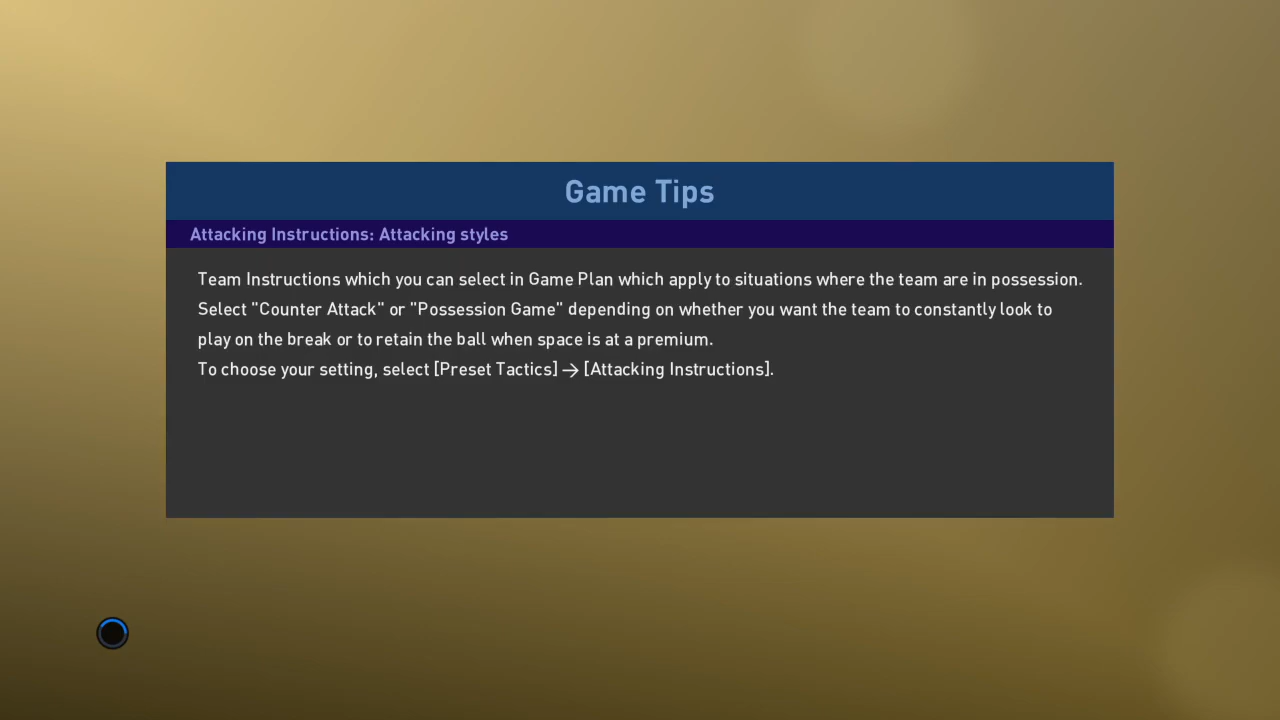 Game Tips
Attacking Instructions: Attacking styles
Team Instructions which you can select in Game Plan which apply to situations where the team are in possession.
Select "Counter Attack" or "Possession Game" depending on whether you want the team to constantly look to
play on the break or to retain the ball when space is at a premium.
To choose your setting, select [Preset Tactics] → [Attacking Instructions].